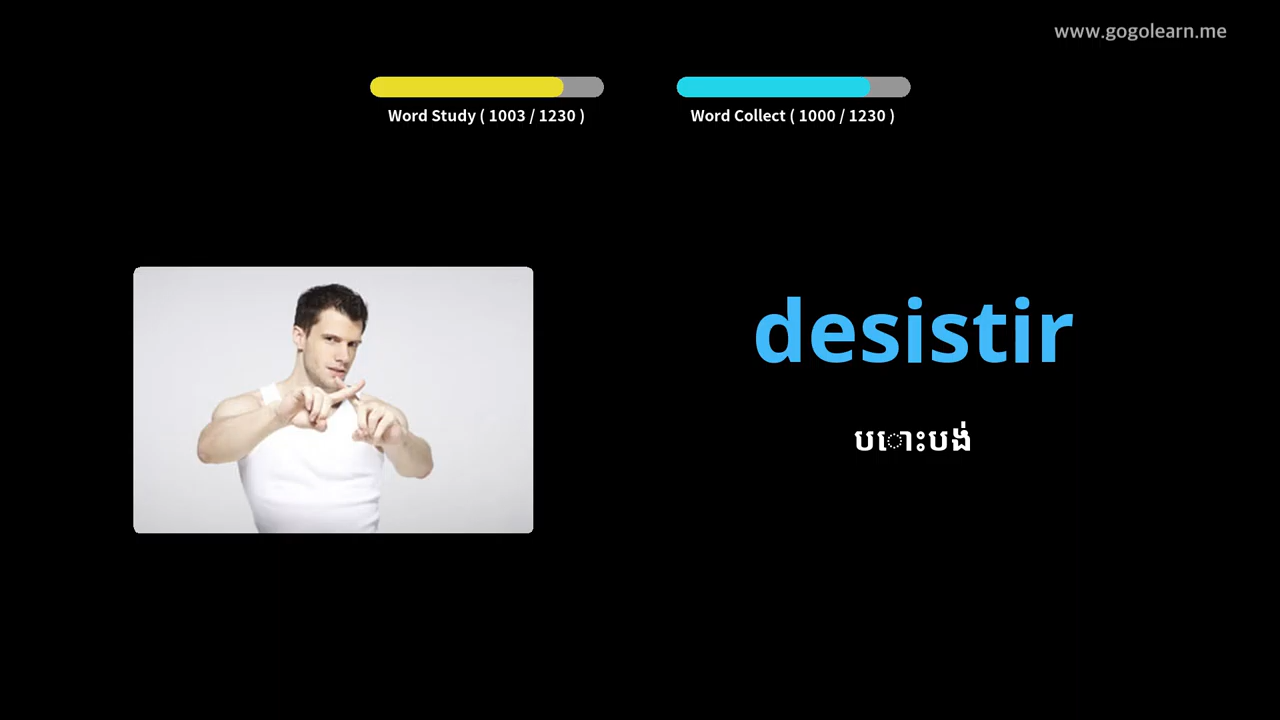 www.gogolearn.me
Word Study ( 1003 / 1230 )
Word Collect ( 1000 / 1230 )
desistir
បោះបង់